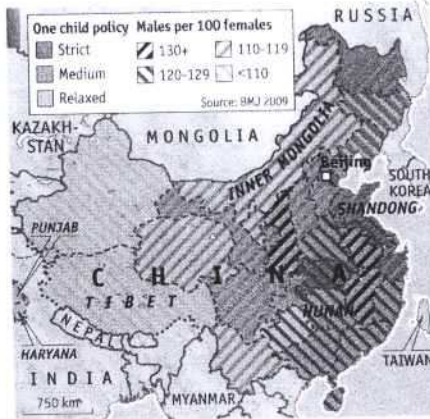 One child policy
Strict
Medium
Relaxed
Males per 100 females
130+
110-119
120-129
<110
Source: BMJ 2009
RUSSIA
KAZAKH-
STAN
MONGOLIA
INNER MONGOLIA
Beijing
SOUTH
KOREA
SHANDONG
PUNJAB
CHINA
TIBET
HUNAN
NEPAL
HARYANA
TAIWAN
INDIA
MYANMAR
750 km